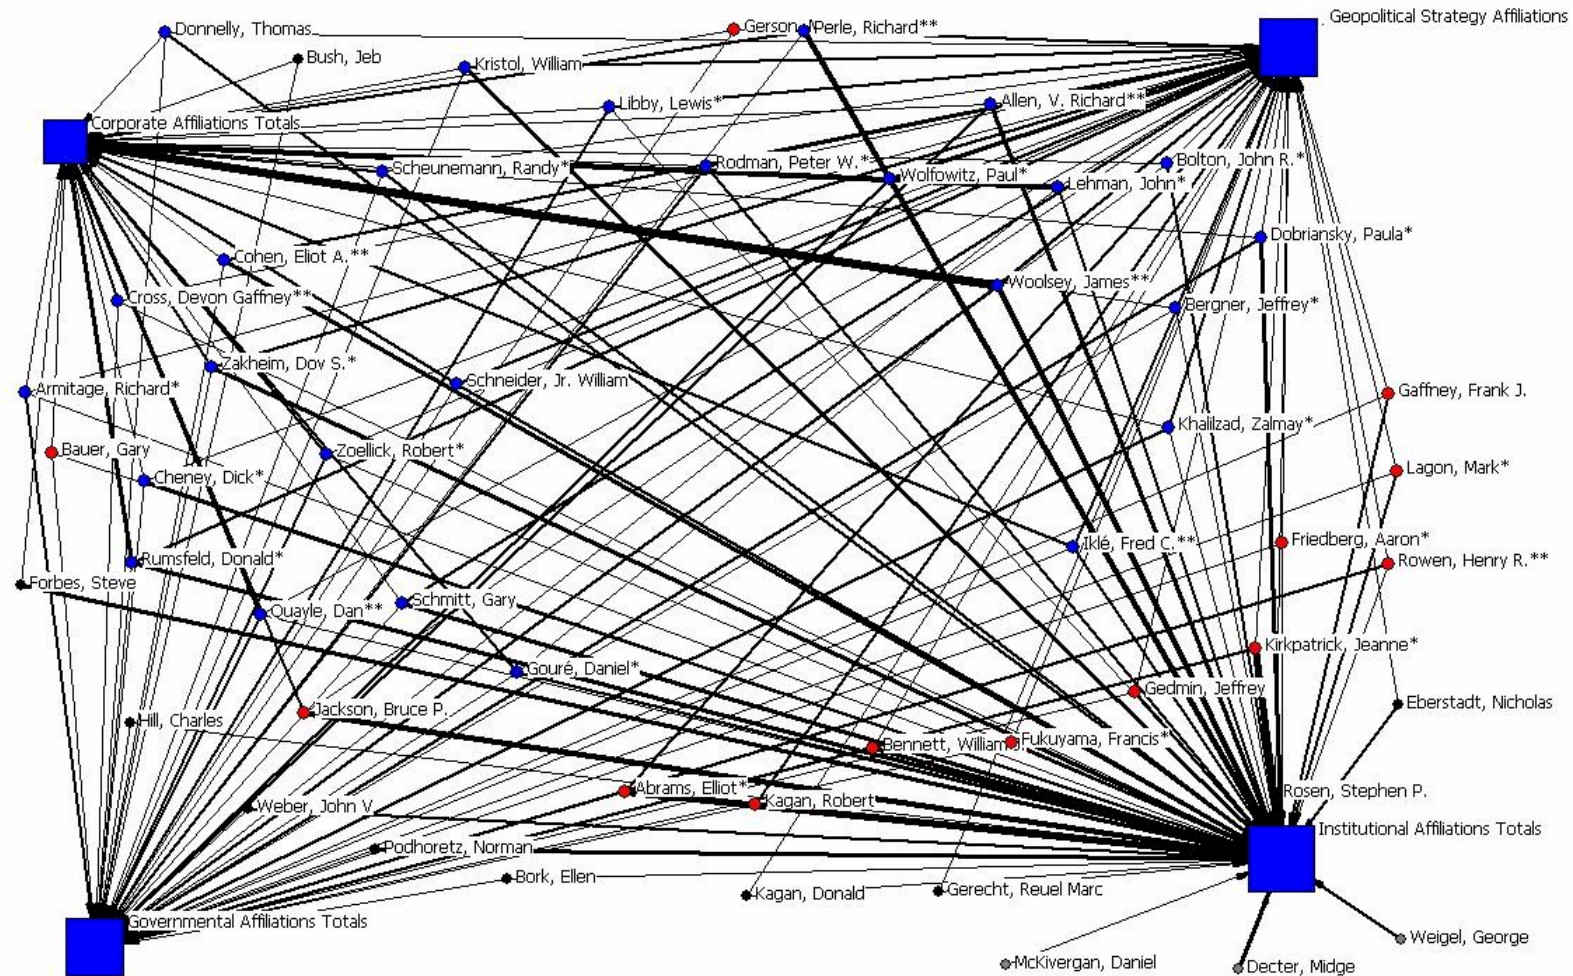 Geopolitical Strategy Affiliations
Donnelly, Thomas
Gerson,
Perle, Richard**
Bush, Jeb
Kristol, William
Libby, Lewis*
Allen, V. Richard**
Corporate Affiliations Totals
Scheunemann, Randy*
Rodman, Peter W.*
Wolfowitz, Paul*
Bolton, John R.*
Lehman, John*
Dobriansky, Paula*
Cohen, Eliot A.**
Woolsey, James**
Cross, Devon Gaffney**
Bergner, Jeffrey*
Zakheim, Dov S.*
Schneider, Jr. William
Armitage, Richard*
Gaffney, Frank J.
Khalilzad, Zalmay*
Bauer, Gary
Zoellick, Robert*
Lagon, Mark*
Cheney, Dick*
Friedberg, Aaron*
Iklé, Fred C.**
Rumsfeld, Donald*
Rowen, Henry R.**
Forbes, Steve
Quayle, Dan**
Schmitt, Gary
Kirkpatrick, Jeanne*
Gouré, Daniel*
Gedmin, Jeffrey
Eberstadt, Nicholas
Jackson, Bruce P.
Hill, Charles
Bennett, William J.
Fukuyama, Francis*
Abrams, Elliot*
Kagan, Robert
Rosen, Stephen P.
Weber, John V
Institutional Affiliations Totals
Podhoretz, Norman
Bork, Ellen
Kagan, Donald
Gerecht, Reuel Marc
Governmental Affiliations Totals
Weigel, George
McKivergan, Daniel
Decter, Midge